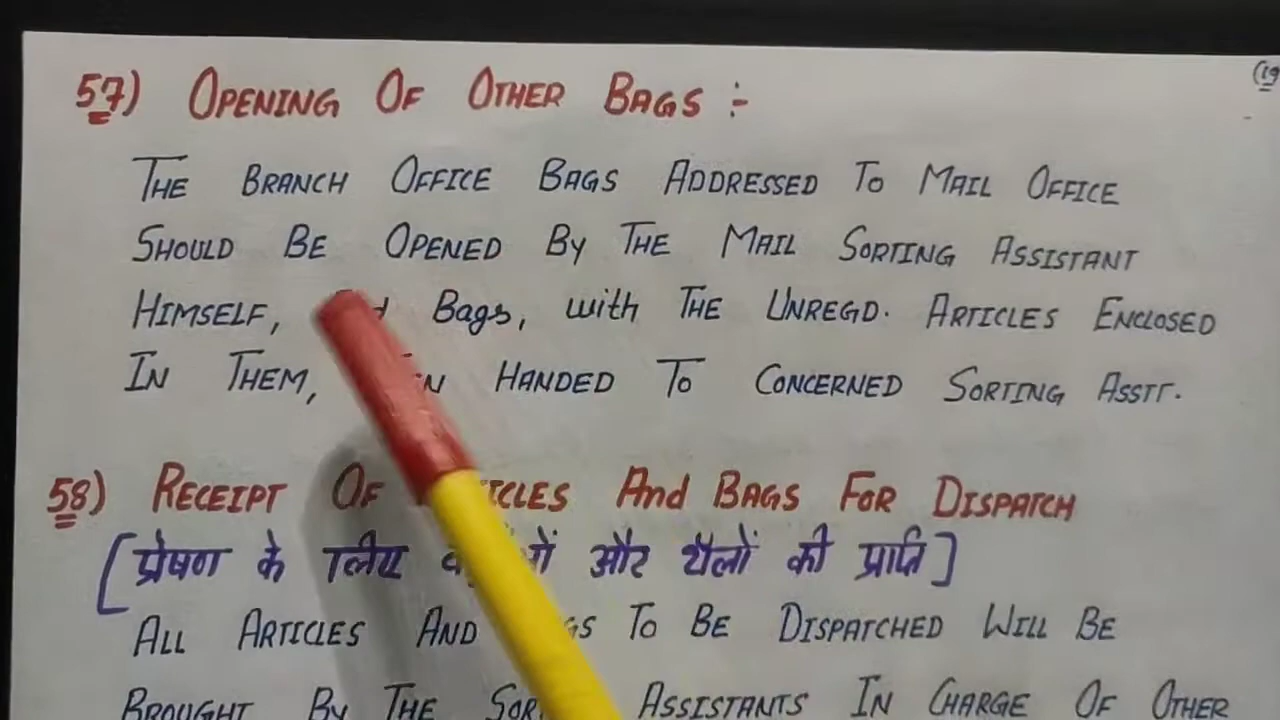 (19
57) OPENING OF OTHER BAGS :-
THE BRANCH OFFICE BAGS ADDRESSED TO MAIL OFFICE
SHOULD BE OPENED BY THE MAIL SORTING ASSISTANT
HIMSELF, Bags, with THE UNREGD. ARTICLES ENCLOSED
IN THEM, HANDED TO CONCERNED SORTING ASSTT.
58) RECEIPT OF ARTICLES And BAGS FOR DISPATCH
[प्रेषण के लिए और थैलों की प्राप्ति]
ALL ARTICLES AND BAGS TO BE DISPATCHED WILL BE
BROUGHT BY THE ASSISTANTS IN CHARGE OF OTHER